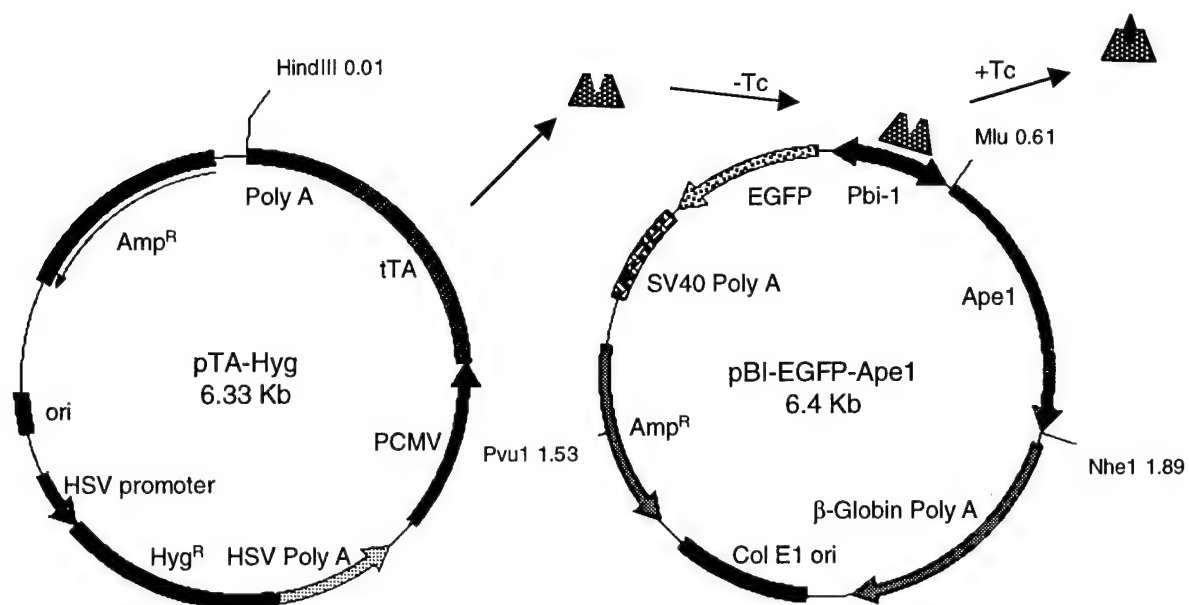 HindIII 0.01
-Tc
+Tc
Mlu 0.61
Poly A
EGFP
Pbi-1
Amp^R
tTA
SV40 Poly A
Ape1
pTA-Hyg
6.33 Kb
pBI-EGFP-Ape1
6.4 Kb
ori
PCMV
Pvu1 1.53
Amp^R
Nhe1 1.89
HSV promoter
β-Globin Poly A
Hyg^R
HSV Poly A
Col E1 ori